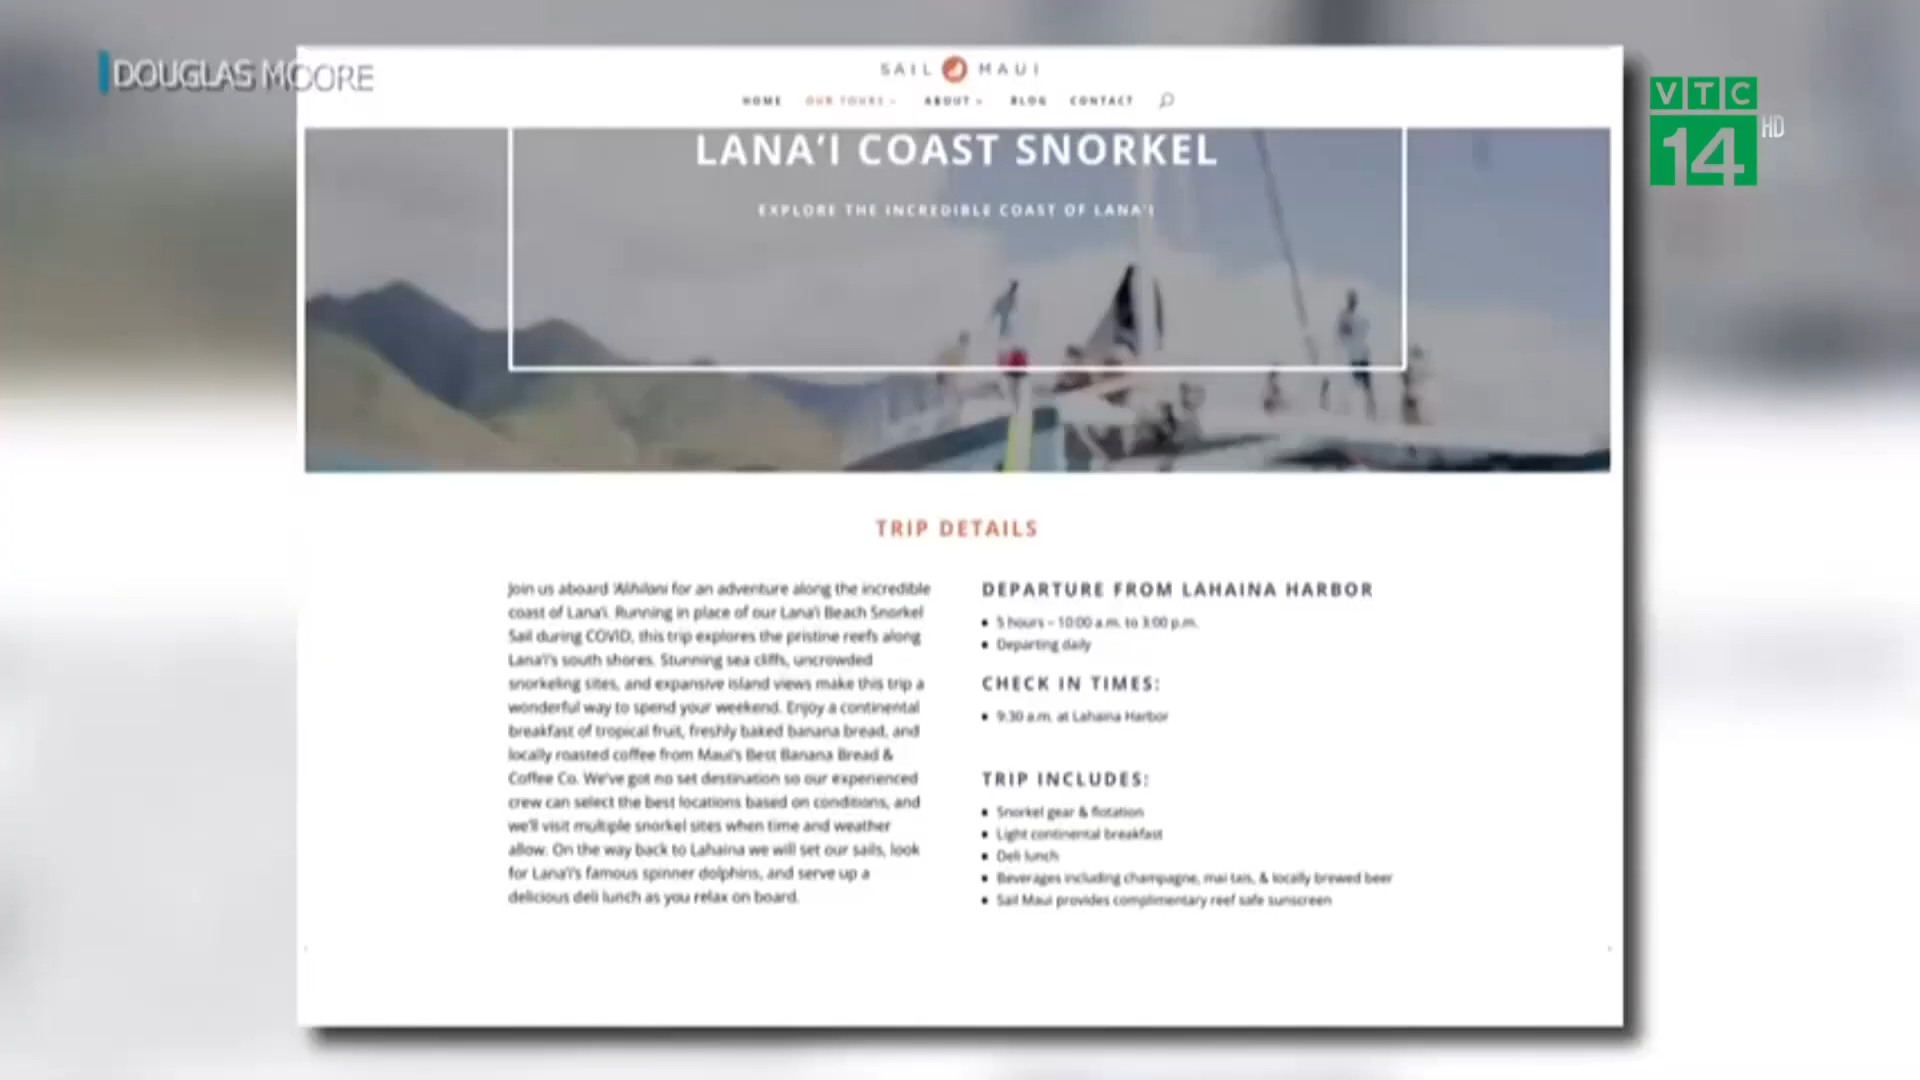 DOUGLAS MOORE
SAIL MAUI
HOME OUR TOURS ABOUT BLOG CONTACT
VTC
14 HD
LANA'I COAST SNORKEL
EXPLORE THE INCREDIBLE COAST OF LANA'I
TRIP DETAILS
Join us aboard 'Alihilani for an adventure along the incredible
coast of Lana'i. Running in place of our Lana'i Beach Snorkel
Sail during COVID, this trip explores the pristine reefs along
Lana'i's south shores. Stunning sea cliffs, uncrowded
snorkeling sites, and expansive island views make this trip a
wonderful way to spend your weekend. Enjoy a continental
breakfast of tropical fruit, freshly baked banana bread, and
locally roasted coffee from Maui's Best Banana Bread &
Coffee Co. We've got no set destination so our experienced
crew can select the best locations based on conditions, and
we'll visit multiple snorkel sites when time and weather
allow. On the way back to Lahaina we will set our sails, look
for Lana'i's famous spinner dolphins, and serve up a
delicious deli lunch as you relax on board.
DEPARTURE FROM LAHAINA HARBOR
• 5 hours – 10:00 a.m. to 3:00 p.m.
• Departing daily
CHECK IN TIMES:
• 9:30 a.m. at Lahaina Harbor
TRIP INCLUDES:
• Snorkel gear & flotation
• Light continental breakfast
• Deli lunch
• Beverages including champagne, mai tais, & locally brewed beer
• Sail Maui provides complimentary reef safe sunscreen